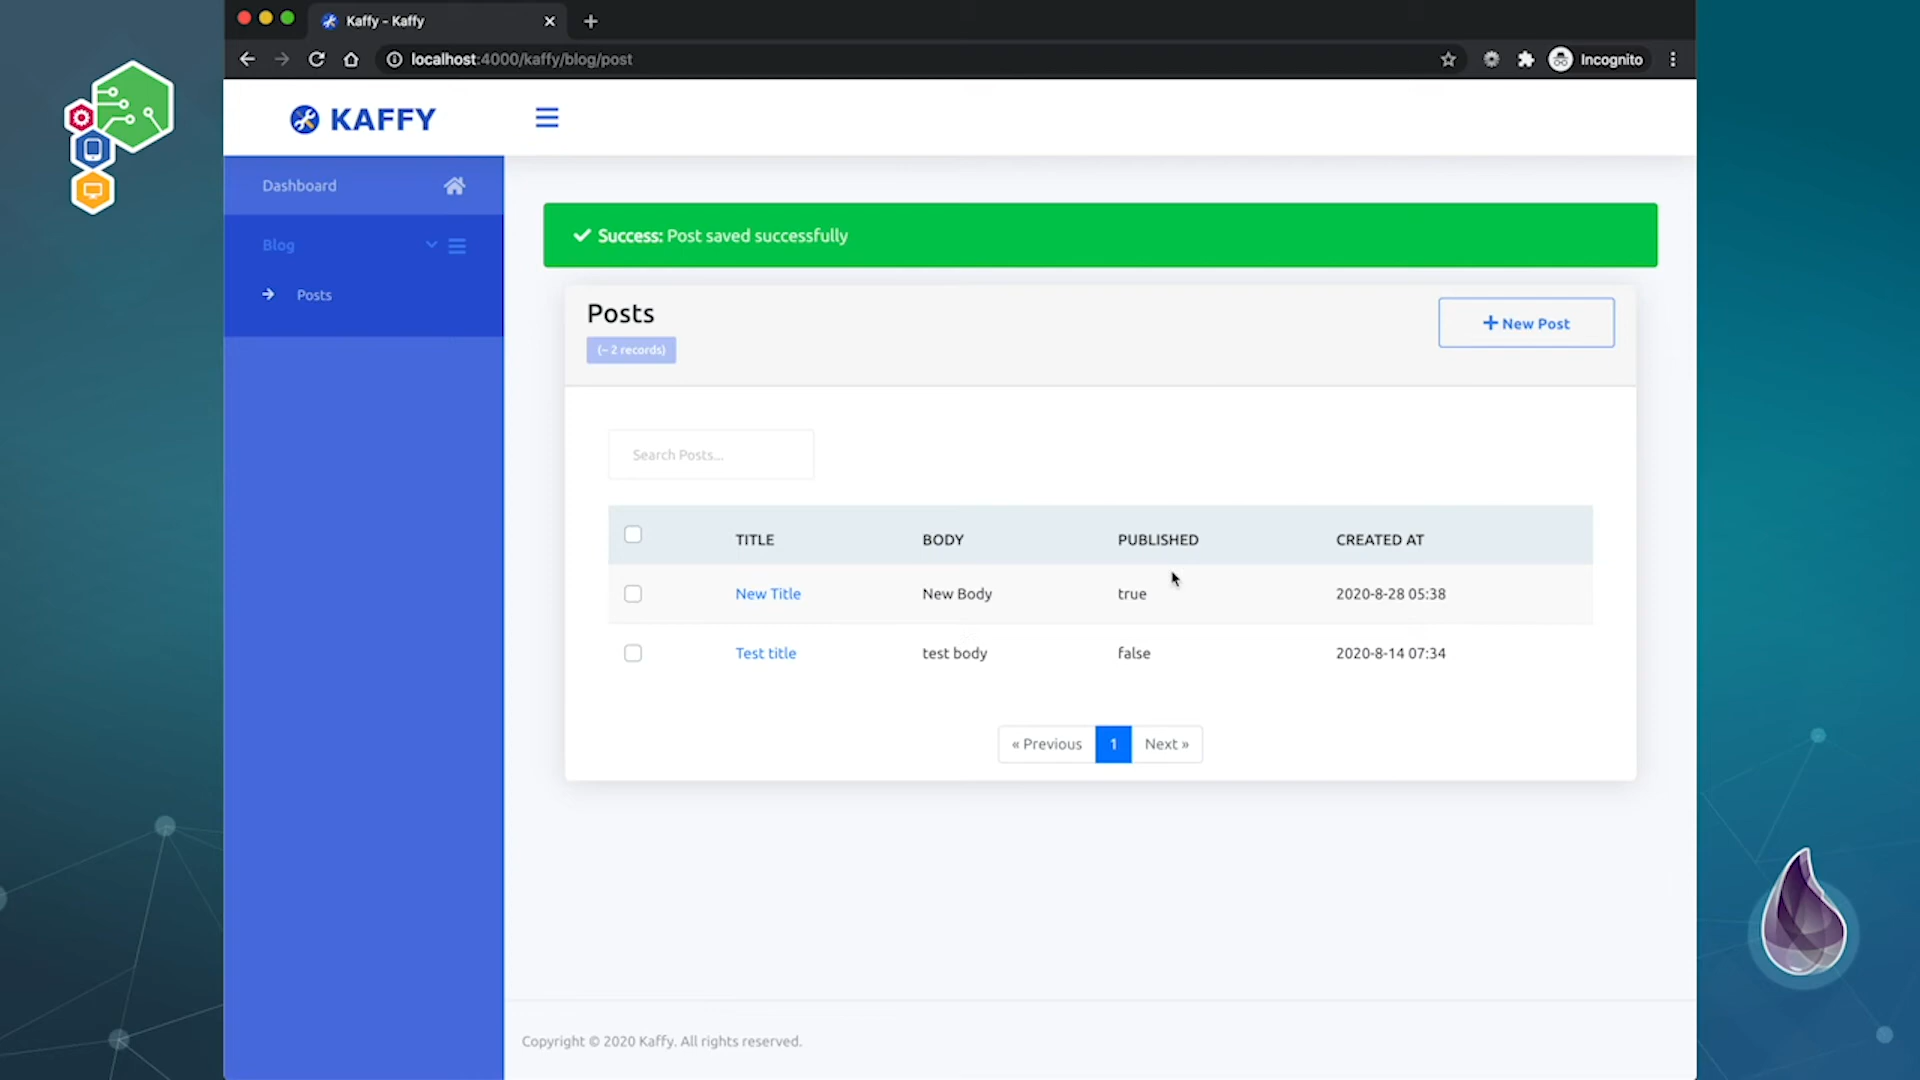 Kaffy - Kaffy
localhost:4000/kaffy/blog/post
Incognito
KAFFY
Dashboard
Blog
Posts
Success: Post saved successfully
Posts
(~ 2 records)
New Post
Search Posts...
TITLE BODY PUBLISHED CREATED AT
New Title New Body true 2020-8-28 05:38
Test title test body false 2020-8-14 07:34
« Previous 1 Next »
Copyright © 2020 Kaffy. All rights reserved.